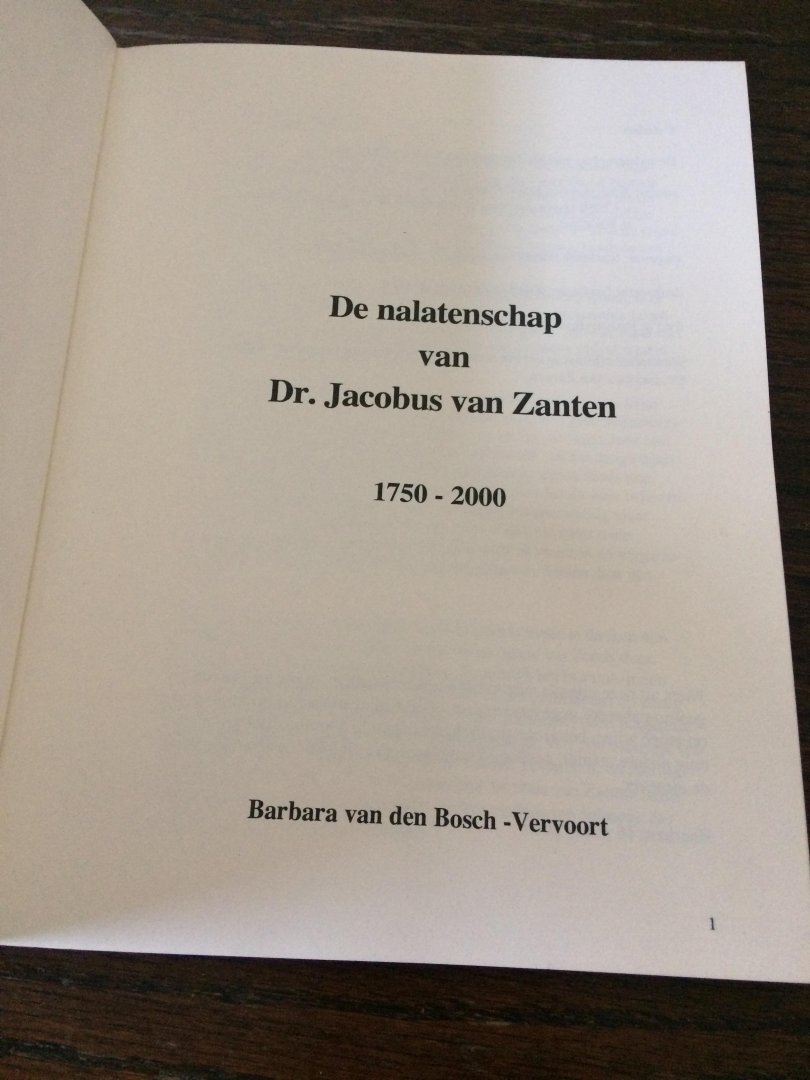 De nalatenschap
van
Dr. Jacobus van Zanten
1750 - 2000
Barbara van den Bosch -Vervoort
1